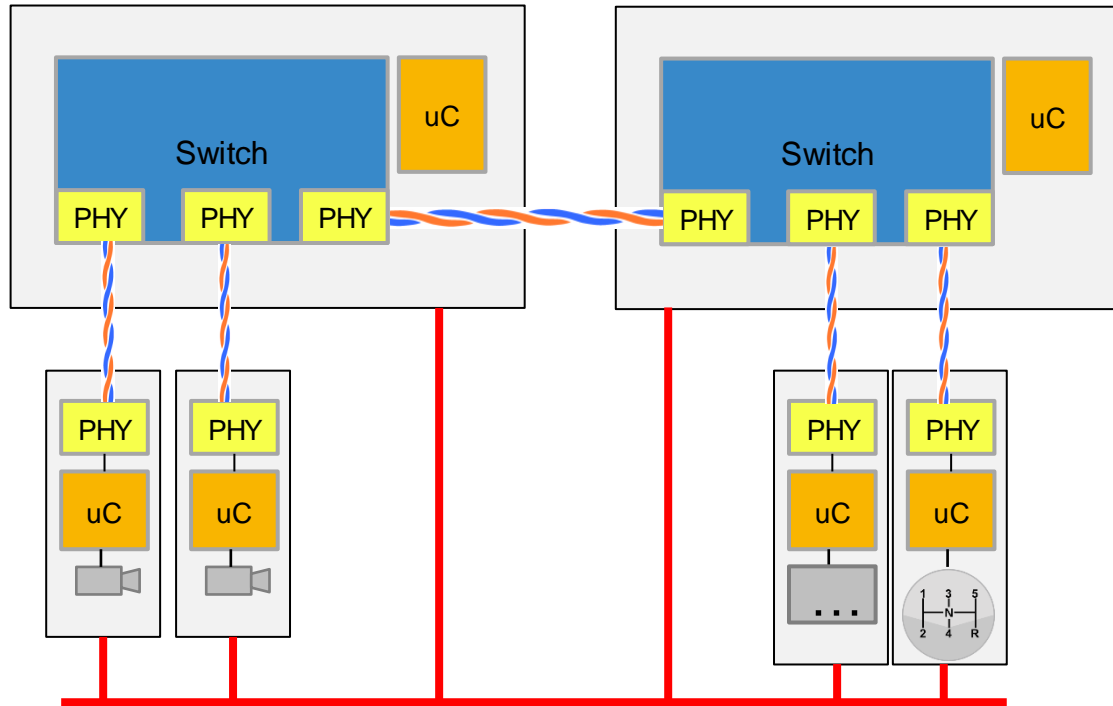 uC
uC
Switch
Switch
PHY PHY PHY
PHY PHY PHY
PHY PHY PHY PHY
uC uC uC uC
...
1 3 5
N
2 4 R